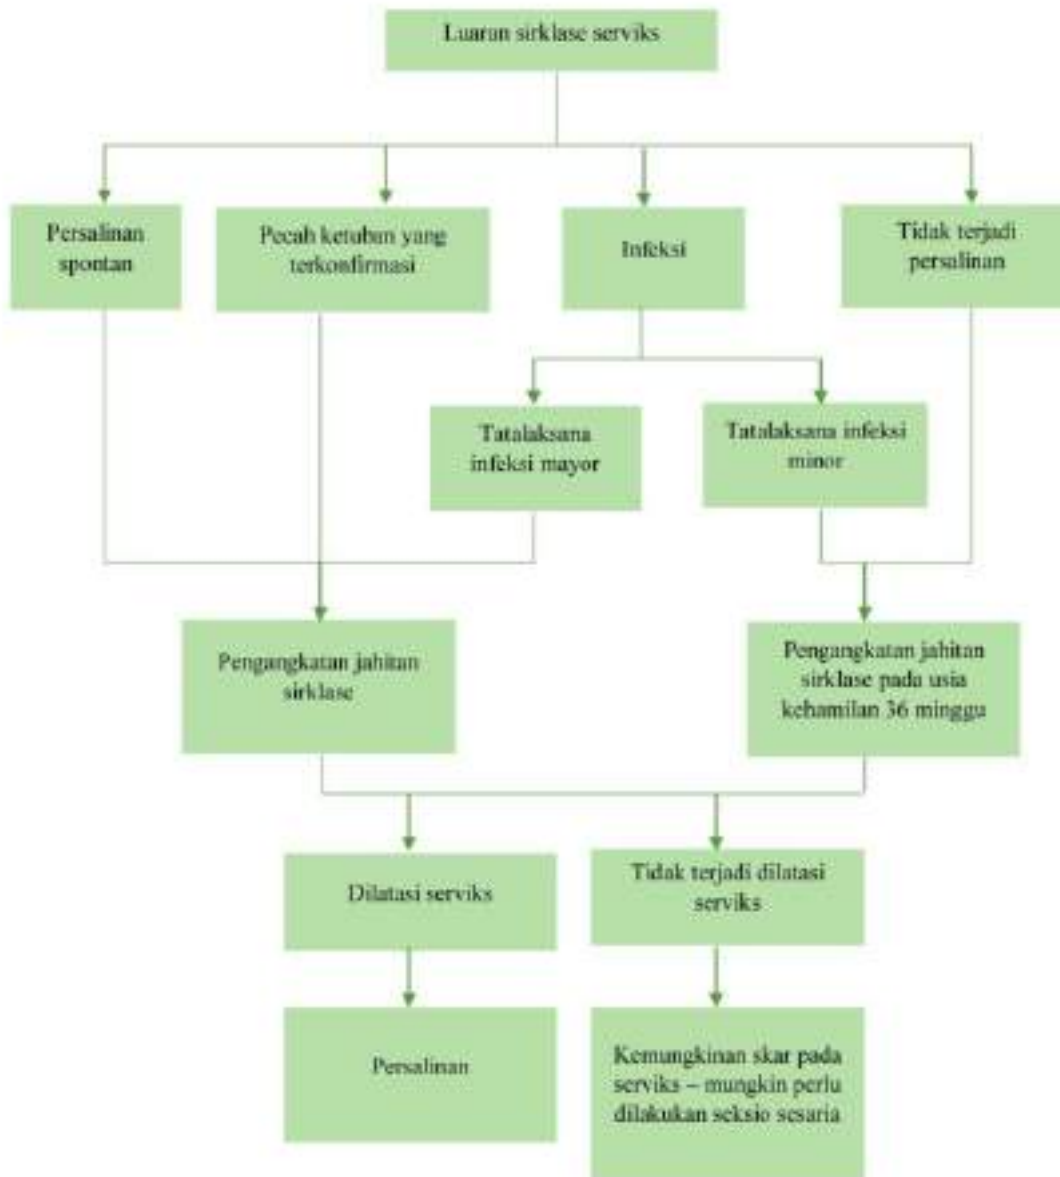 Luaran sirklase serviks
Persalinan
spontan
Pecah ketuban yang
terkonfirmasi
Infeksi
Tidak terjadi
persalinan
Tatalaksana
infeksi mayor
Tatalaksana infeksi
minor
Pengangkatan jahitan
sirklase
Pengangkatan jahitan
sirklase pada usia
kehamilan 36 minggu
Dilatasi serviks
Tidak terjadi dilatasi
serviks
Persalinan
Kemungkinan skar pada
serviks – mungkin perlu
dilakukan seksio sesaria